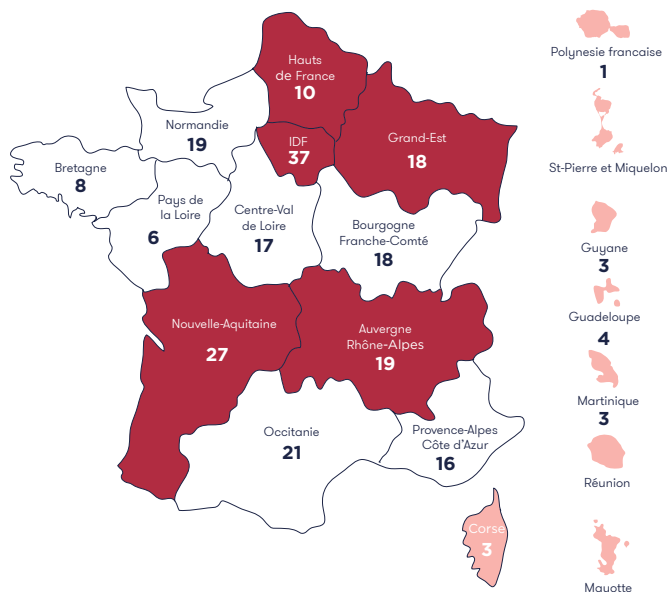 Hauts
de France
10
Normandie
19
IDF
37
Grand-Est
18
Bretagne
8
Pays de
la Loire
6
Centre-Val
de Loire
17
Bourgogne
Franche-Comté
18
Nouvelle-Aquitaine
27
Auvergne
Rhône-Alpes
19
Occitanie
21
Provence-Alpes
Côte d'Azur
16
Corse
3
Polynesie francaise
1
St-Pierre et Miquelon
Guyane
3
Guadeloupe
4
Martinique
3
Réunion
Mayotte